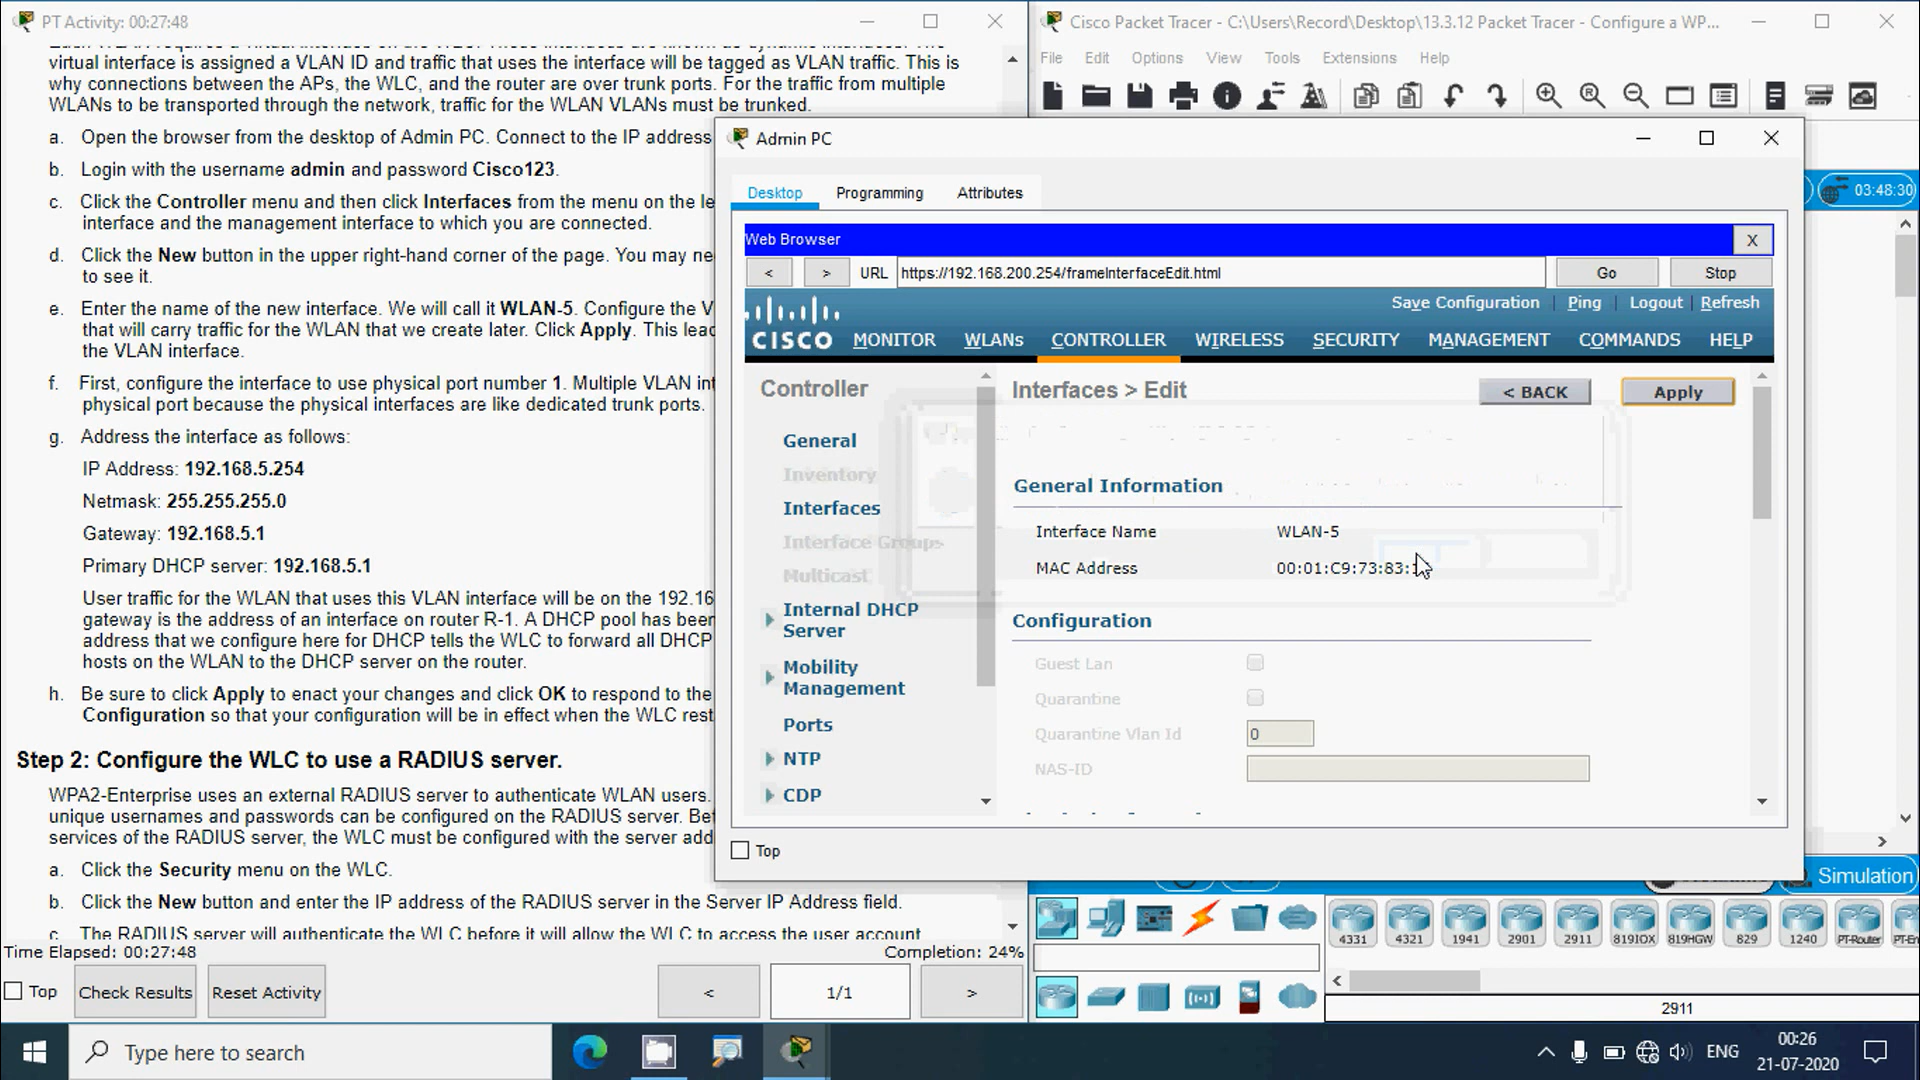 PT Activity: 00:27:48
virtual interface is assigned a VLAN ID and traffic that uses the interface will be tagged as VLAN traffic. This is
why connections between the APs, the WLC, and the router are over trunk ports. For the traffic from multiple
WLANs to be transported through the network, traffic for the WLAN VLANs must be trunked.
a. Open the browser from the desktop of Admin PC. Connect to the IP address
b. Login with the username admin and password Cisco123.
c. Click the Controller menu and then click Interfaces from the menu on the le
interface and the management interface to which you are connected.
d. Click the New button in the upper right-hand corner of the page. You may ne
to see it.
e. Enter the name of the new interface. We will call it WLAN-5. Configure the V
that will carry traffic for the WLAN that we create later. Click Apply. This lead
the VLAN interface.
f. First, configure the interface to use physical port number 1. Multiple VLAN int
physical port because the physical interfaces are like dedicated trunk ports.
g. Address the interface as follows:
IP Address: 192.168.5.254
Netmask: 255.255.255.0
Gateway: 192.168.5.1
Primary DHCP server: 192.168.5.1
User traffic for the WLAN that uses this VLAN interface will be on the 192.16
gateway is the address of an interface on router R-1. A DHCP pool has been
address that we configure here for DHCP tells the WLC to forward all DHCP
hosts on the WLAN to the DHCP server on the router.
h. Be sure to click Apply to enact your changes and click OK to respond to the
Configuration so that your configuration will be in effect when the WLC rest
Step 2: Configure the WLC to use a RADIUS server.
WPA2-Enterprise uses an external RADIUS server to authenticate WLAN users.
unique usernames and passwords can be configured on the RADIUS server. Bef
services of the RADIUS server, the WLC must be configured with the server add
a. Click the Security menu on the WLC.
b. Click the New button and enter the IP address of the RADIUS server in the Server IP Address field.
c. The RADIUS server will authenticate the WLC before it will allow the WLC to access the user account
Time Elapsed: 00:27:48
Completion: 24%
Top
Check Results
Reset Activity
<
1/1
>
Cisco Packet Tracer - C:\Users\Record\Desktop\13.3.12 Packet Tracer - Configure a WP...
File Edit Options View Tools Extensions Help
03:48:30
Admin PC
Desktop Programming Attributes
Web Browser
X
< > URL https://192.168.200.254/frameInterfaceEdit.html Go Stop
Save Configuration Ping Logout Refresh
CISCO MONITOR WLANs CONTROLLER WIRELESS SECURITY MANAGEMENT COMMANDS HELP
Controller
General
Inventory
Interfaces
Interface Groups
Multicast
Internal DHCP
Server
Mobility
Management
Ports
NTP
CDP
Interfaces > Edit
< BACK
Apply
General Information
Interface Name WLAN-5
MAC Address 00:01:C9:73:83:
Configuration
Guest Lan
Quarantine
Quarantine Vlan Id 0
NAS-ID
Top
Simulation
4331 4321 1941 2901 2911 819IOX 819HGW 829 1240 PT-Router
2911
Type here to search
ENG
00:26
21-07-2020